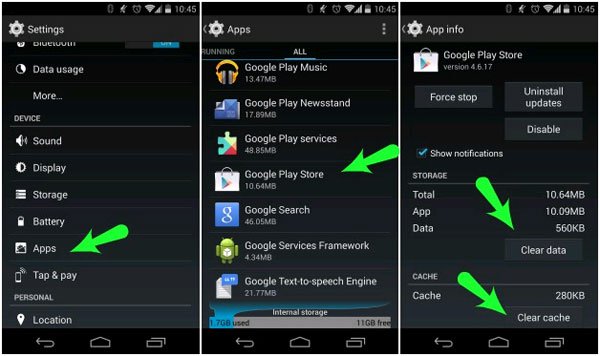 10:45
Settings
Bluetooth
ON
Data usage
More...
DEVICE
Sound
Display
Storage
Battery
Apps
Tap & pay
PERSONAL
Location
10:45
Apps
RUNNING
ALL
Google Play Music
13.47MB
Google Play Newsstand
17.89MB
Google Play services
48.85MB
Google Play Store
10.64MB
Google Search
46.05MB
Google Services Framework
4.34MB
Google Text-to-speech Engine
21.77MB
Internal storage
1.7GB used
11GB free
10:45
App info
Google Play Store
version 4.6.17
Force stop
Uninstall
updates
Disable
Show notifications
STORAGE
Total 10.64MB
App 10.09MB
Data 560KB
Clear data
CACHE
Cache 280KB
Clear cache